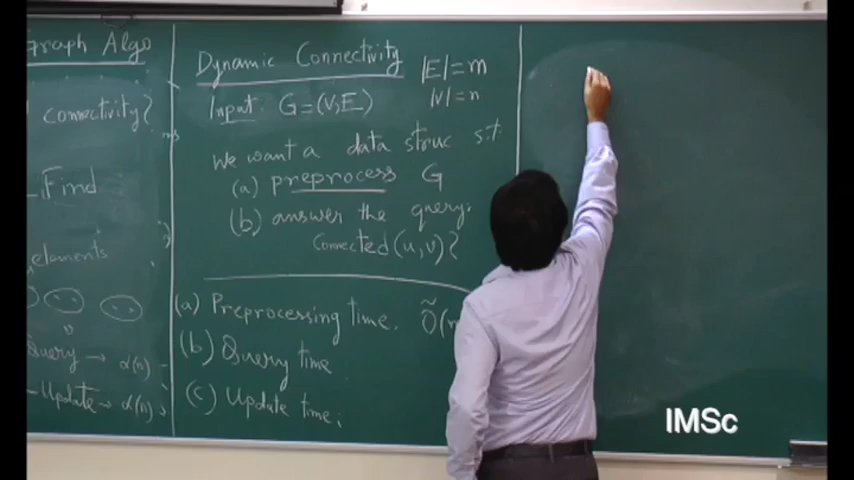 Graph Algo
connectivity?
Find
elements
Query → α(n)
Update → α(n)
Dynamic Connectivity
|E|=m
Input: G=(V,E)
|V|=n
We want a data struc s.t.
(a) preprocess G
(b) answer the query:
Connected(u,v)?
(a) Preprocessing time. Õ(
(b) Query time
(c) Update time;
IMSc